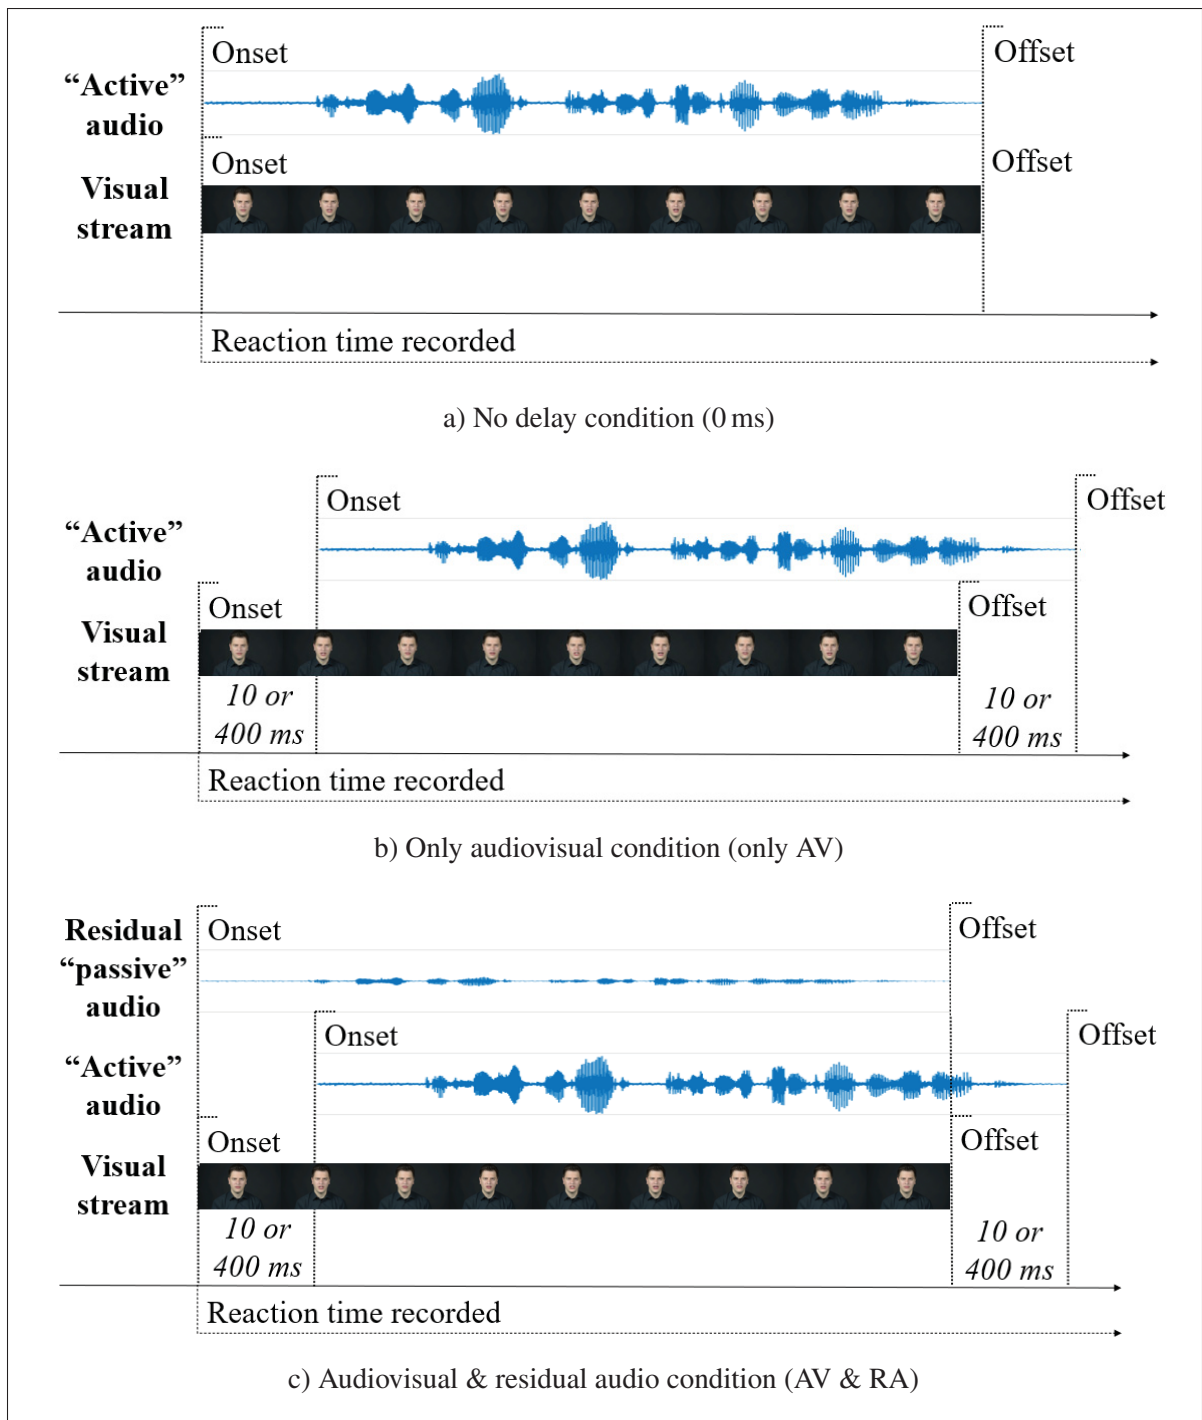 Onset
Offset
“Active”
audio
Onset
Offset
Visual
stream
Reaction time recorded
a) No delay condition (0 ms)
Onset
Offset
“Active”
audio
Onset
Offset
Visual
stream
10 or
400 ms
10 or
400 ms
Reaction time recorded
b) Only audiovisual condition (only AV)
Residual
“passive”
audio
Onset
Offset
Onset
Offset
“Active”
audio
Onset
Offset
Visual
stream
10 or
400 ms
10 or
400 ms
Reaction time recorded
c) Audiovisual & residual audio condition (AV & RA)